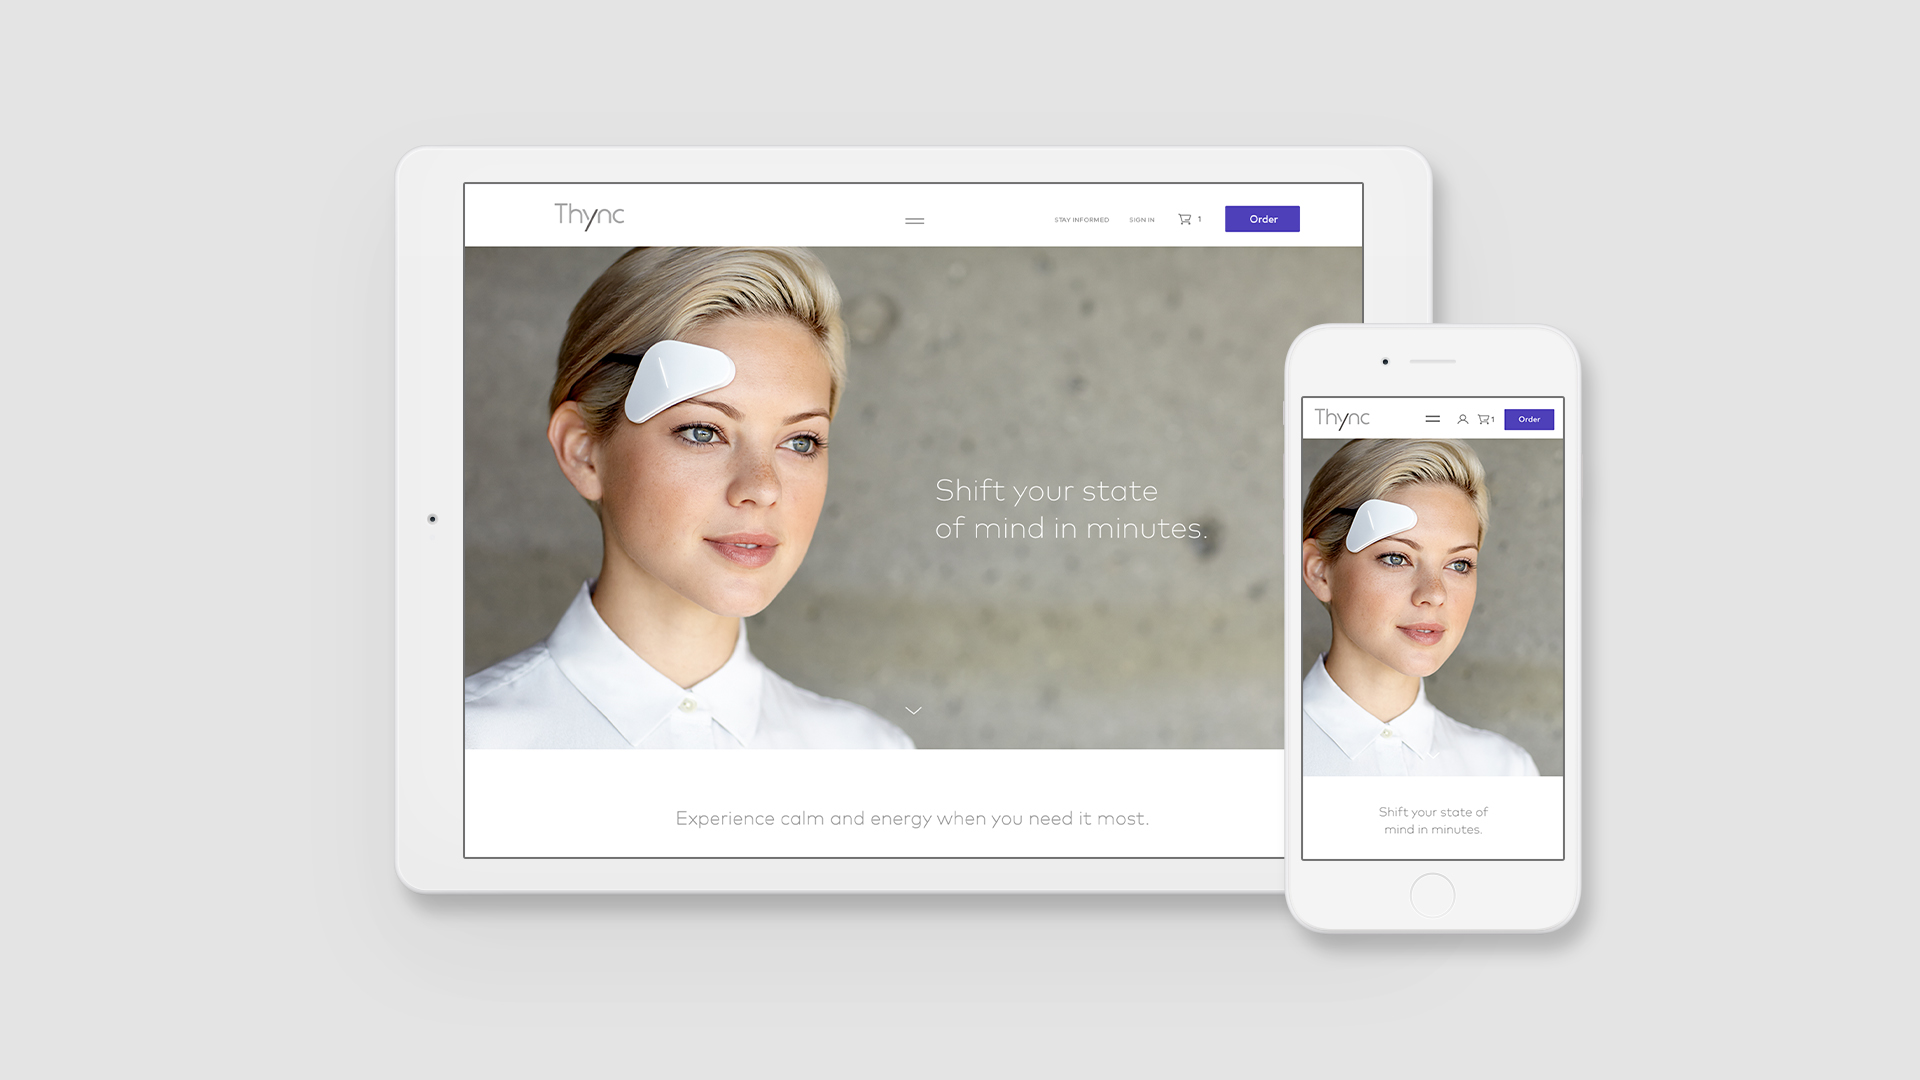 Thync
STAY INFORMED
SIGN IN
1
Order
Shift your state
of mind in minutes.
Experience calm and energy when you need it most.
Thync
1
Order
Shift your state of
mind in minutes.